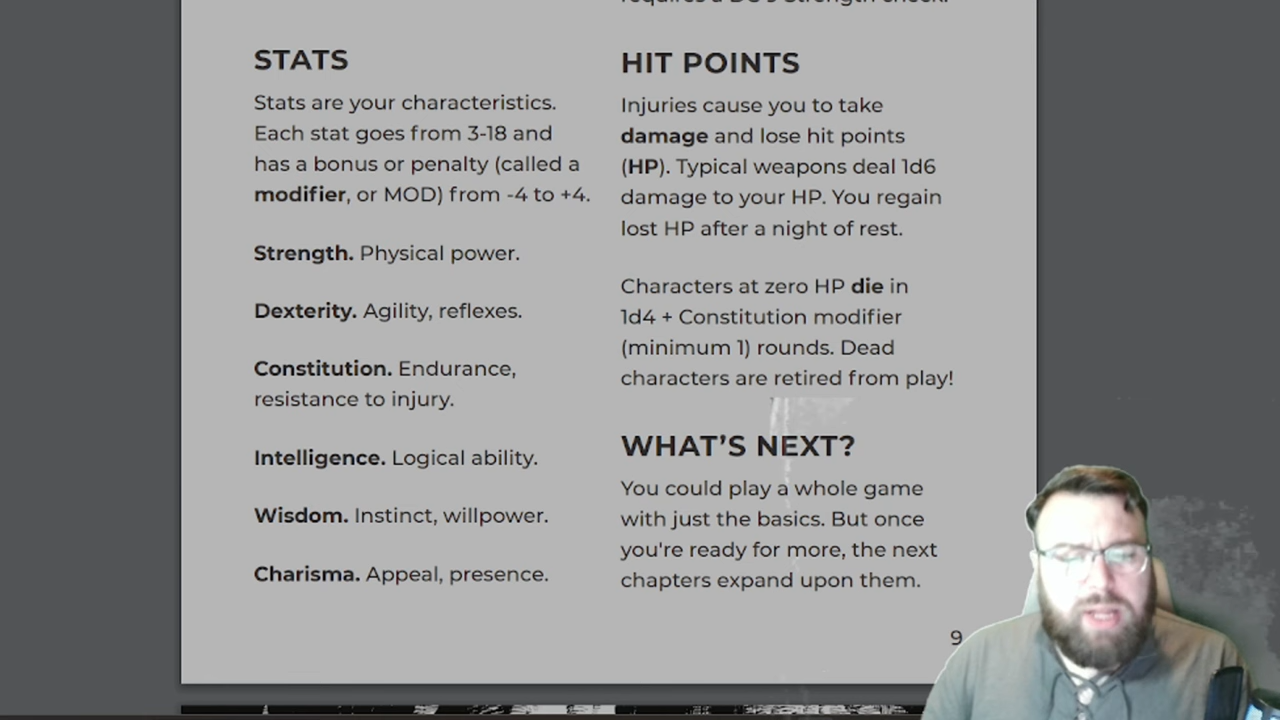 STATS
Stats are your characteristics.
Each stat goes from 3-18 and
has a bonus or penalty (called a
modifier, or MOD) from -4 to +4.
Strength. Physical power.
Dexterity. Agility, reflexes.
Constitution. Endurance,
resistance to injury.
Intelligence. Logical ability.
Wisdom. Instinct, willpower.
Charisma. Appeal, presence.
requires a DC 9 Strength check.
HIT POINTS
Injuries cause you to take
damage and lose hit points
(HP). Typical weapons deal 1d6
damage to your HP. You regain
lost HP after a night of rest.
Characters at zero HP die in
1d4 + Constitution modifier
(minimum 1) rounds. Dead
characters are retired from play!
WHAT'S NEXT?
You could play a whole game
with just the basics. But once
you're ready for more, the next
chapters expand upon them.
9